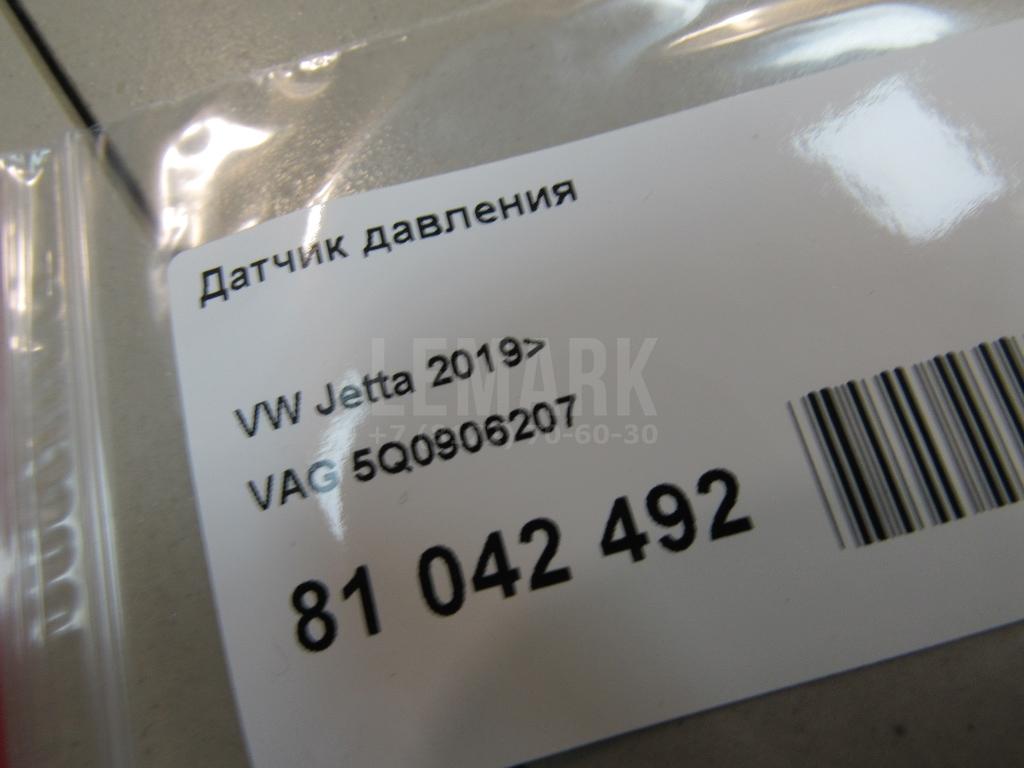 Датчик давления
VW Jetta 2019>
VAG 5Q0906207
81 042 492
LEMARK